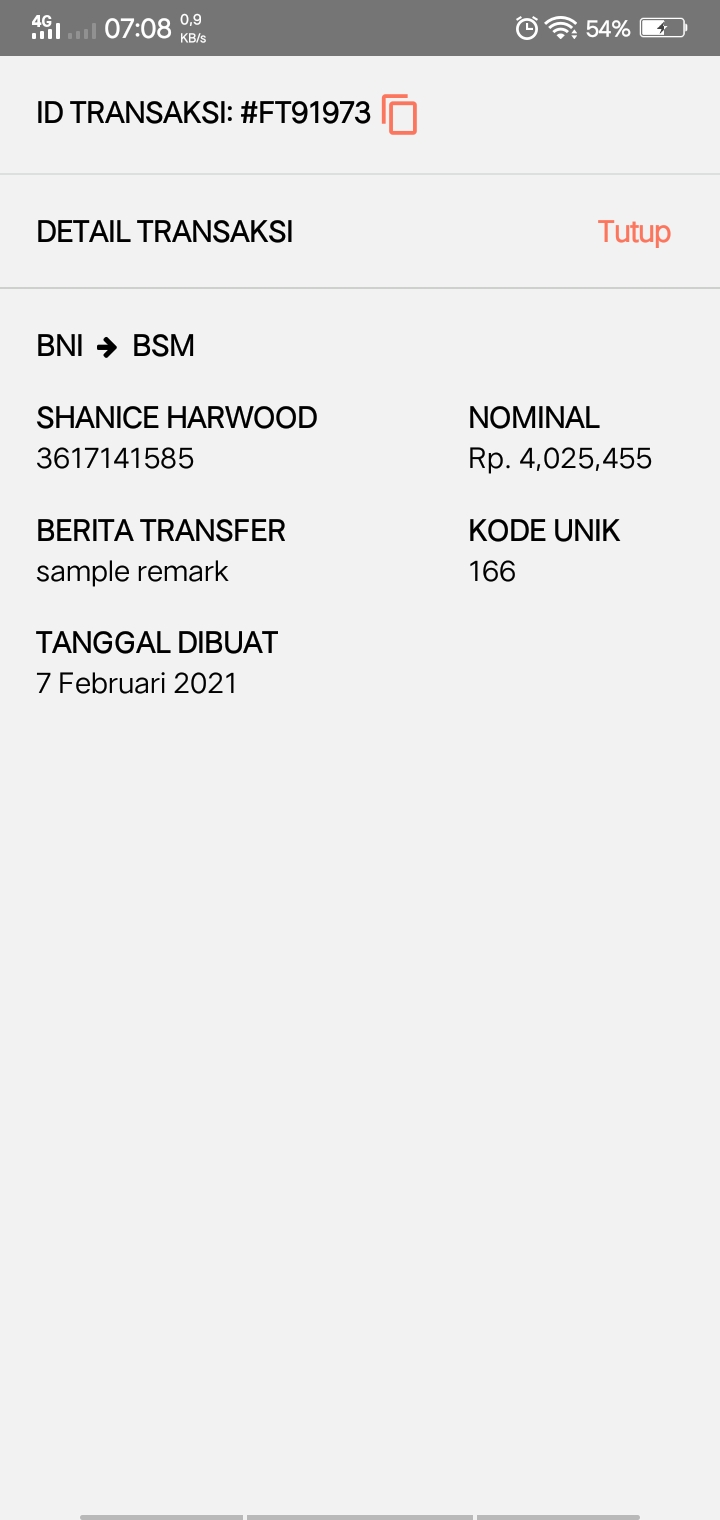 4G 07:08 0,9 KB/s 54%
ID TRANSAKSI: #FT91973
DETAIL TRANSAKSI Tutup
BNI BSM
SHANICE HARWOOD NOMINAL
3617141585 Rp. 4,025,455
BERITA TRANSFER KODE UNIK
sample remark 166
TANGGAL DIBUAT
7 Februari 2021